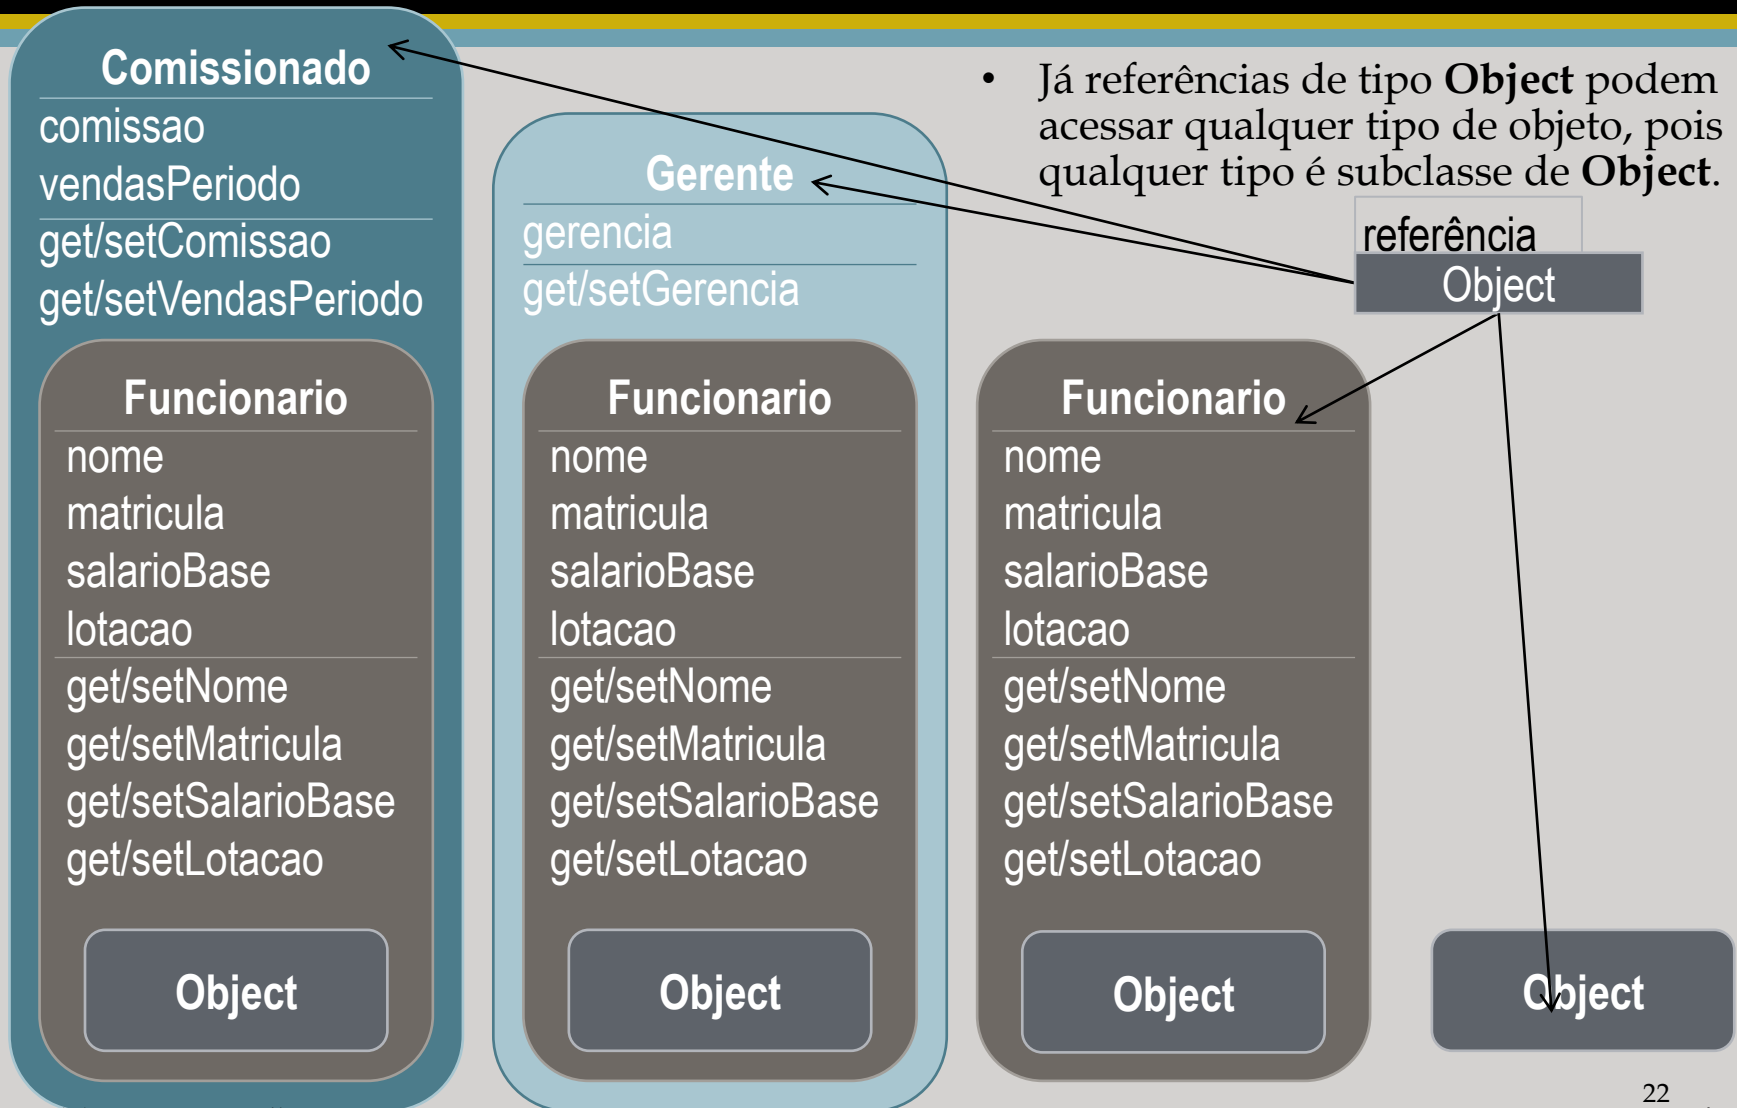 Comissionado
comissao
vendasPeriodo
get/setComissao
get/setVendasPeriodo
Funcionario
nome
matricula
salarioBase
lotacao
get/setNome
get/setMatricula
get/setSalarioBase
get/setLotacao
Object
Gerente
gerencia
get/setGerencia
Funcionario
nome
matricula
salarioBase
lotacao
get/setNome
get/setMatricula
get/setSalarioBase
get/setLotacao
Object
• Já referências de tipo Object podem
acessar qualquer tipo de objeto, pois
qualquer tipo é subclasse de Object.
referência
Object
Funcionario
nome
matricula
salarioBase
lotacao
get/setNome
get/setMatricula
get/setSalarioBase
get/setLotacao
Object
Object
22